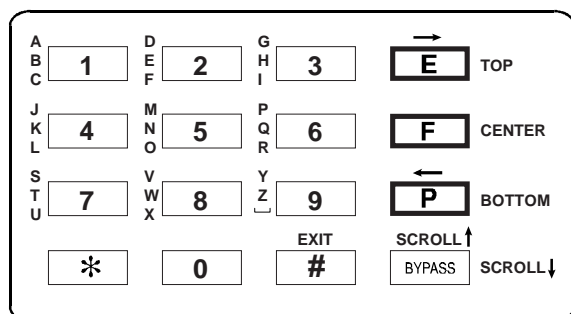 A D G →
B 1 E 2 H 3 E TOP
C F I
J M P
K 4 N 5 Q 6 F CENTER
L O R
S V Y ←
T 7 W 8 Z 9 P BOTTOM
U X ⎵
EXIT SCROLL↑
* 0 # BYPASS SCROLL↓